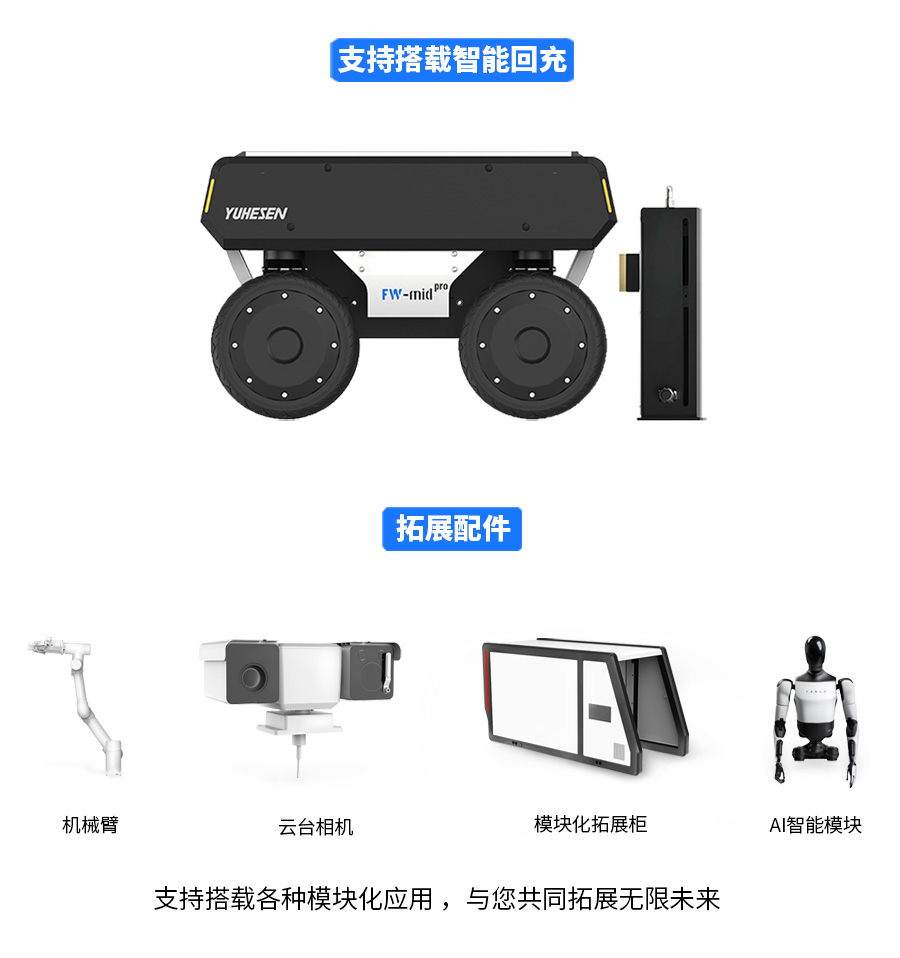 支持搭载智能回充
YUHESEN
FW-mid pro
拓展配件
TESLA
机械臂
云台相机
模块化拓展柜
AI智能模块
支持搭载各种模块化应用，与您共同拓展无限未来